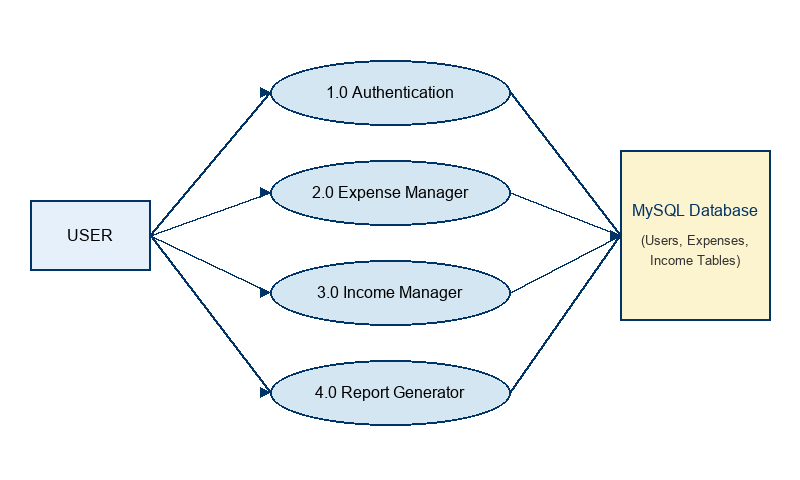 1.0 Authentication
2.0 Expense Manager
MySQL Database
USER
(Users, Expenses,
Income Tables)
3.0 Income Manager
4.0 Report Generator